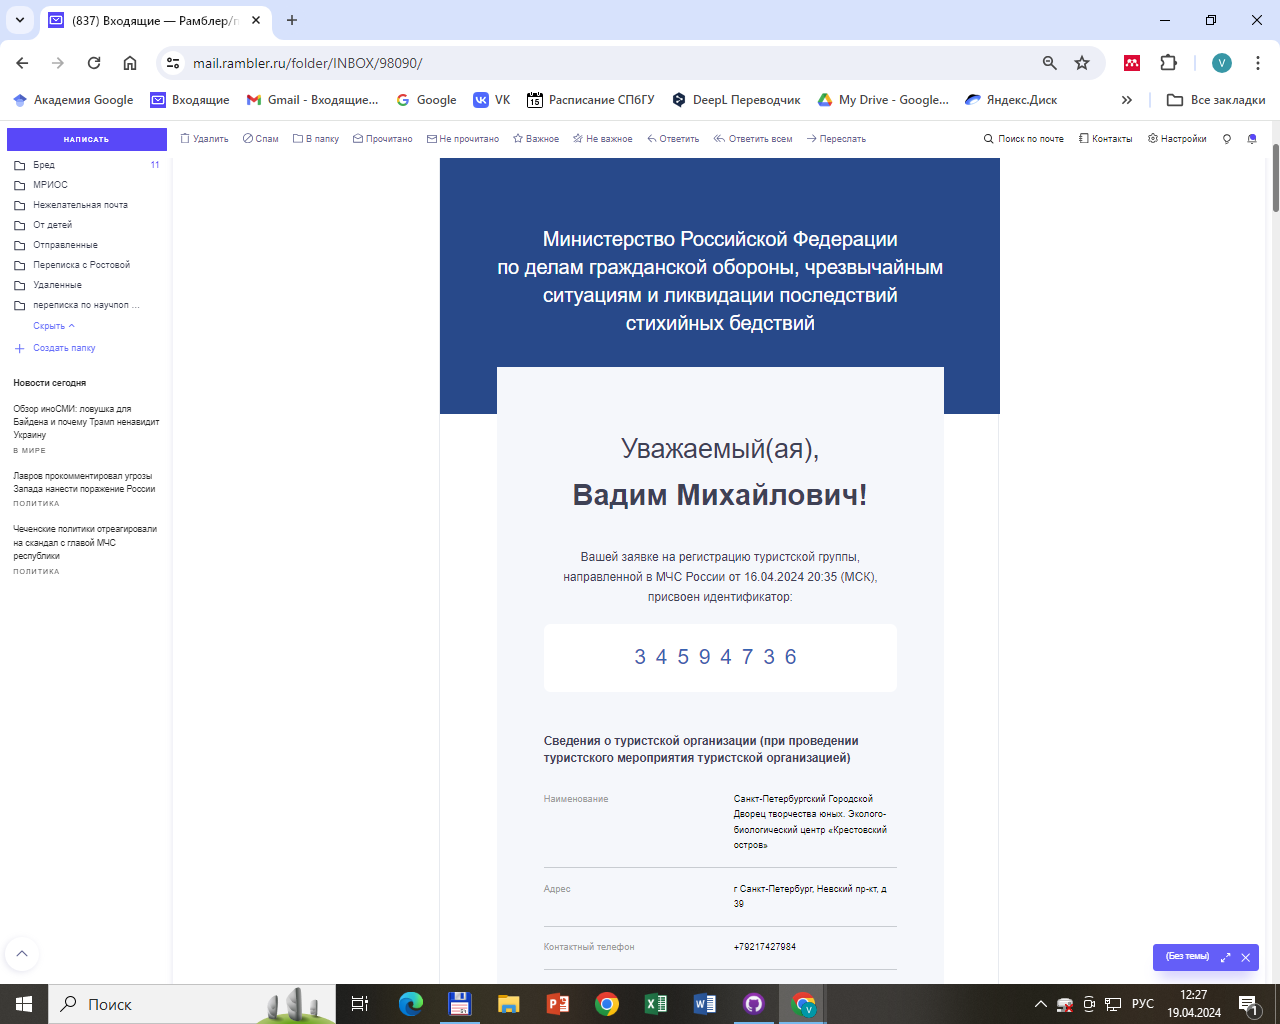 (837) Входящие — Рамблер/п
mail.rambler.ru/folder/INBOX/98090/
V
Академия Google
Входящие
Gmail - Входящие...
Google
VK
15
Расписание СПбГУ
DeepL Переводчик
My Drive - Google...
Яндекс.Диск
Все закладки
НАПИСАТЬ
Удалить
Спам
В папку
Прочитано
Не прочитано
Важное
Не важное
Ответить
Ответить всем
Переслать
Поиск по почте
Контакты
Настройки
Бред 11
МРИОС
Нежелательная почта
От детей
Отправленные
Переписка с Ростовой
Удаленные
переписка по научпоп ...
Скрыть
Создать папку
Новости сегодня
Обзор иноСМИ: ловушка для
Байдена и почему Трамп ненавидит
Украину
В МИРЕ
Лавров прокомментировал угрозы
Запада нанести поражение России
ПОЛИТИКА
Чеченские политики отреагировали
на скандал с главой МЧС
республики
ПОЛИТИКА
Министерство Российской Федерации
по делам гражданской обороны, чрезвычайным
ситуациям и ликвидации последствий
стихийных бедствий
Уважаемый(ая),
Вадим Михайлович!
Вашей заявке на регистрацию туристской группы,
направленной в МЧС России от 16.04.2024 20:35 (МСК),
присвоен идентификатор:
3 4 5 9 4 7 3 6
Сведения о туристской организации (при проведении
туристского мероприятия туристской организацией)
Наименование
Санкт-Петербургский Городской
Дворец творчества юных. Эколого-
биологический центр «Крестовский
остров»
Адрес
г Санкт-Петербург, Невский пр-кт, д
39
Контактный телефон
+79217427984
(Без темы)
Поиск
РУС
12:27
19.04.2024
1